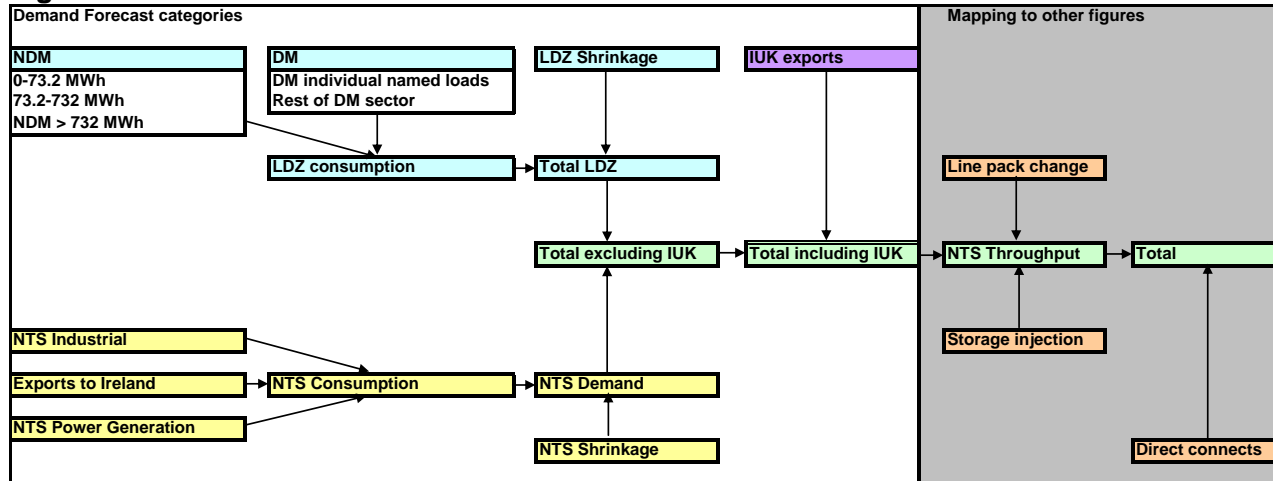 Demand Forecast categories
Mapping to other figures
NDM
DM
LDZ Shrinkage
IUK exports
0-73.2 MWh
DM individual named loads
73.2-732 MWh
Rest of DM sector
NDM > 732 MWh
LDZ consumption
Total LDZ
Line pack change
Total excluding IUK
Total including IUK
NTS Throughput
Total
NTS Industrial
Storage injection
Exports to Ireland
NTS Consumption
NTS Demand
NTS Power Generation
NTS Shrinkage
Direct connects